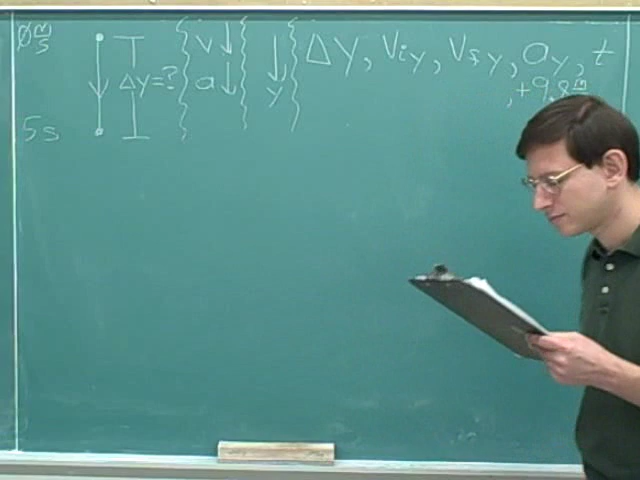 0 m/s
Δy=?
v↓
a↓
↓y
Δy, Viy, Vfy, ay, t
, +9.8 m
5s